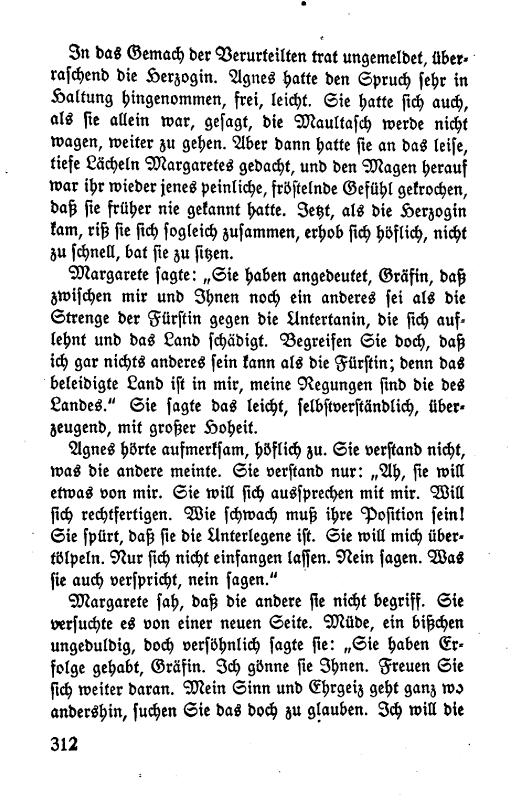 In das Gemach der Verurteilten trat ungemeldet, über-
raschend die Herzogin. Agnes hatte den Spruch sehr in
Haltung hingenommen, frei, leicht. Sie hatte sich auch,
als sie allein war, gesagt, die Maultasch werde nicht
wagen, weiter zu gehen. Aber dann hatte sie an das leise,
tiefe Lächeln Margaretes gedacht, und den Magen herauf
war ihr wieder jenes peinliche, fröstelnde Gefühl gekrochen,
daß sie früher nie gekannt hatte. Jetzt, als die Herzogin
kam, riß sie sich sogleich zusammen, erhob sich höflich, nicht
zu schnell, bat sie zu sitzen.
Margarete sagte: „Sie haben angedeutet, Gräfin, daß
zwischen mir und Ihnen noch ein anderes sei als die
Strenge der Fürstin gegen die Untertanin, die sich auf-
lehnt und das Land schädigt. Begreifen Sie doch, daß
ich gar nichts anderes sein kann als die Fürstin; denn das
beleidigte Land ist in mir, meine Regungen sind die des
Landes.“ Sie sagte das leicht, selbstverständlich, über-
zeugend, mit großer Hoheit.
Agnes hörte aufmerksam, höflich zu. Sie verstand nicht,
was die andere meinte. Sie verstand nur: „Ah, sie will
etwas von mir. Sie will sich aussprechen mit mir. Will
sich rechtfertigen. Wie schwach muß ihre Position sein!
Sie spürt, daß sie die Unterlegene ist. Sie will mich über-
tölpeln. Nur sich nicht einfangen lassen. Nein sagen. Was
sie auch verspricht, nein sagen.“
Margarete sah, daß die andere sie nicht begriff. Sie
versuchte es von einer neuen Seite. Müde, ein bißchen
ungeduldig, doch versöhnlich sagte sie: „Sie haben Er-
folge gehabt, Gräfin. Ich gönne sie Ihnen. Freuen Sie
sich weiter daran. Mein Sinn und Ehrgeiz geht ganz wo
andershin, suchen Sie das doch zu glauben. Ich will die
312